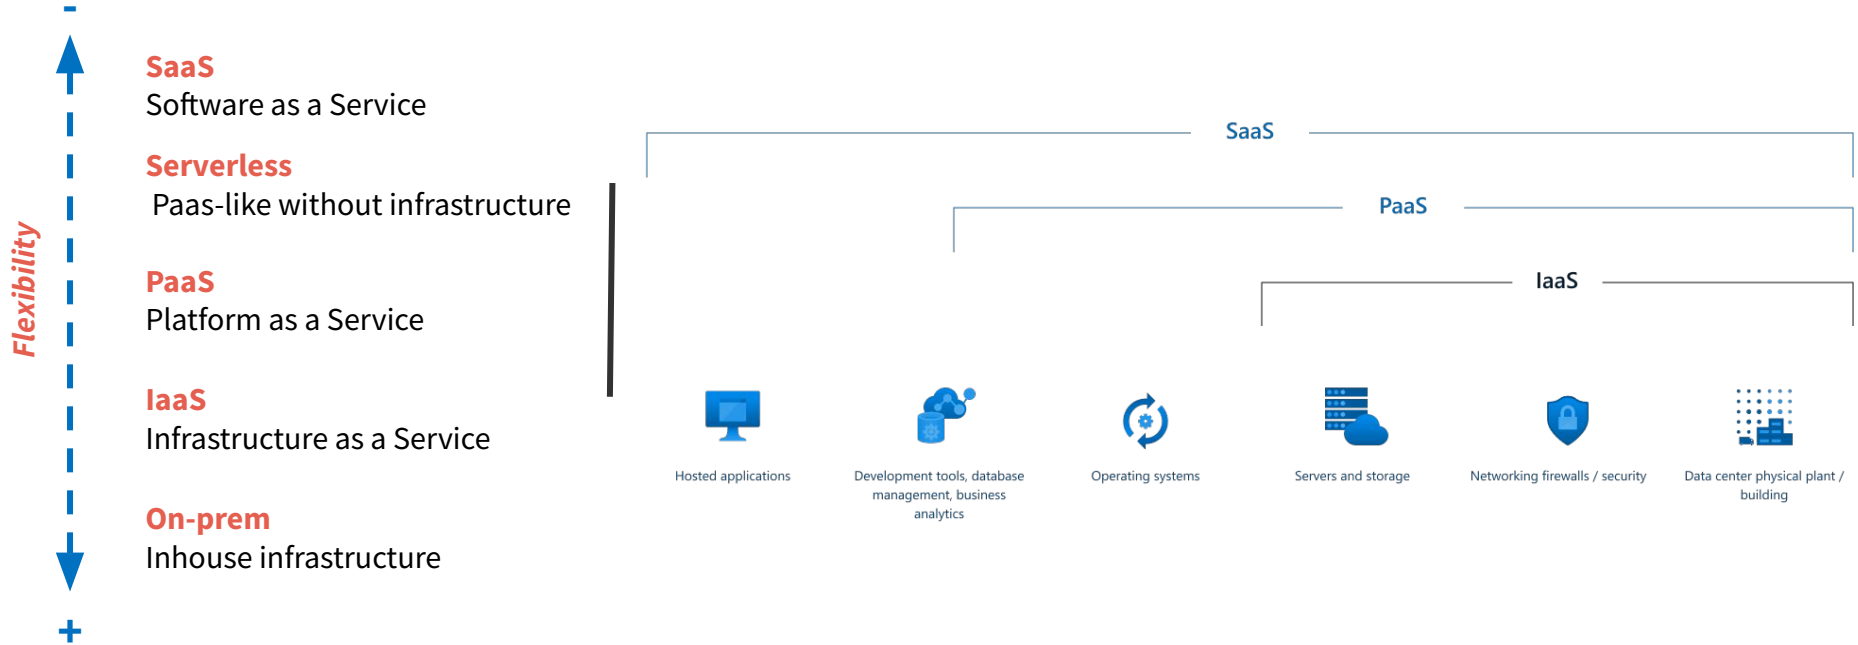 -
SaaS
Software as a Service
Serverless
Paas-like without infrastructure
PaaS
Platform as a Service
IaaS
Infrastructure as a Service
On-prem
Inhouse infrastructure
+
Flexibility
SaaS
PaaS
IaaS
Hosted applications
Development tools, database
management, business
analytics
Operating systems
Servers and storage
Networking firewalls / security
Data center physical plant /
building